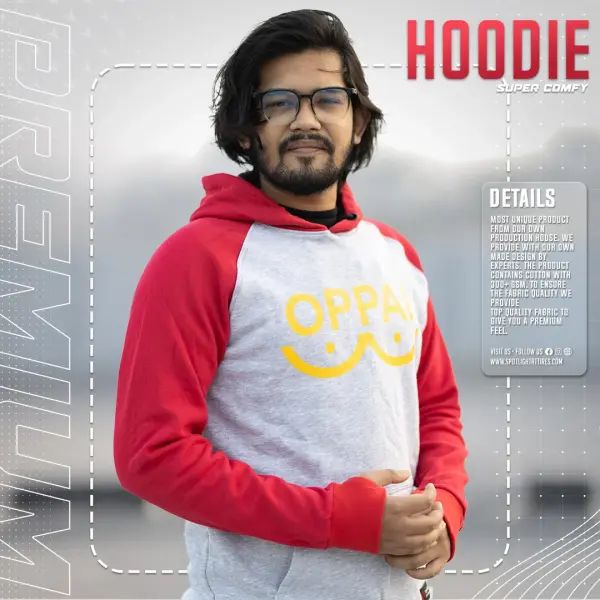 PREMIUM
HOODIE
SUPER COMFY
OPPAI
DETAILS
MOST UNIQUE PRODUCT
FROM OUR OWN
PRODUCTION HOUSE. WE
PROVIDE WITH OUR OWN
MADE DESIGN BY
EXPERTS. THE PRODUCT
CONTAINS COTTON WITH
300+ GSM. TO ENSURE
THE FABRIC QUALITY WE
PROVIDE
TOP QUALITY FABRIC TO
GIVE YOU A PREMIUM
FEEL.
VISIT US - FOLLOW US
WWW.SPOTLIGHTATTIRES.COM